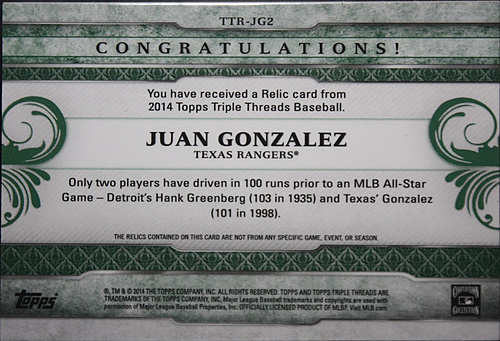 TTR-JG2
CONGRATULATIONS!
You have received a Relic card from
2014 Topps Triple Threads Baseball.
JUAN GONZALEZ
TEXAS RANGERS®
Only two players have driven in 100 runs prior to an MLB All-Star
Game – Detroit's Hank Greenberg (103 in 1935) and Texas' Gonzalez
(101 in 1998).
THE RELICS CONTAINED ON THIS CARD ARE NOT FROM ANY SPECIFIC GAME, EVENT, OR SEASON.
Topps
®, TM & © 2014 THE TOPPS COMPANY, INC. ALL RIGHTS RESERVED. TOPPS AND TOPPS TRIPLE THREADS ARE
TRADEMARKS OF THE TOPPS COMPANY, INC. Major League Baseball trademarks and copyrights are used with
permission of Major League Baseball Properties, Inc. OFFICIALLY LICENSED PRODUCT OF MLBP. Visit MLB.com
COOPERSTOWN
COLLECTION